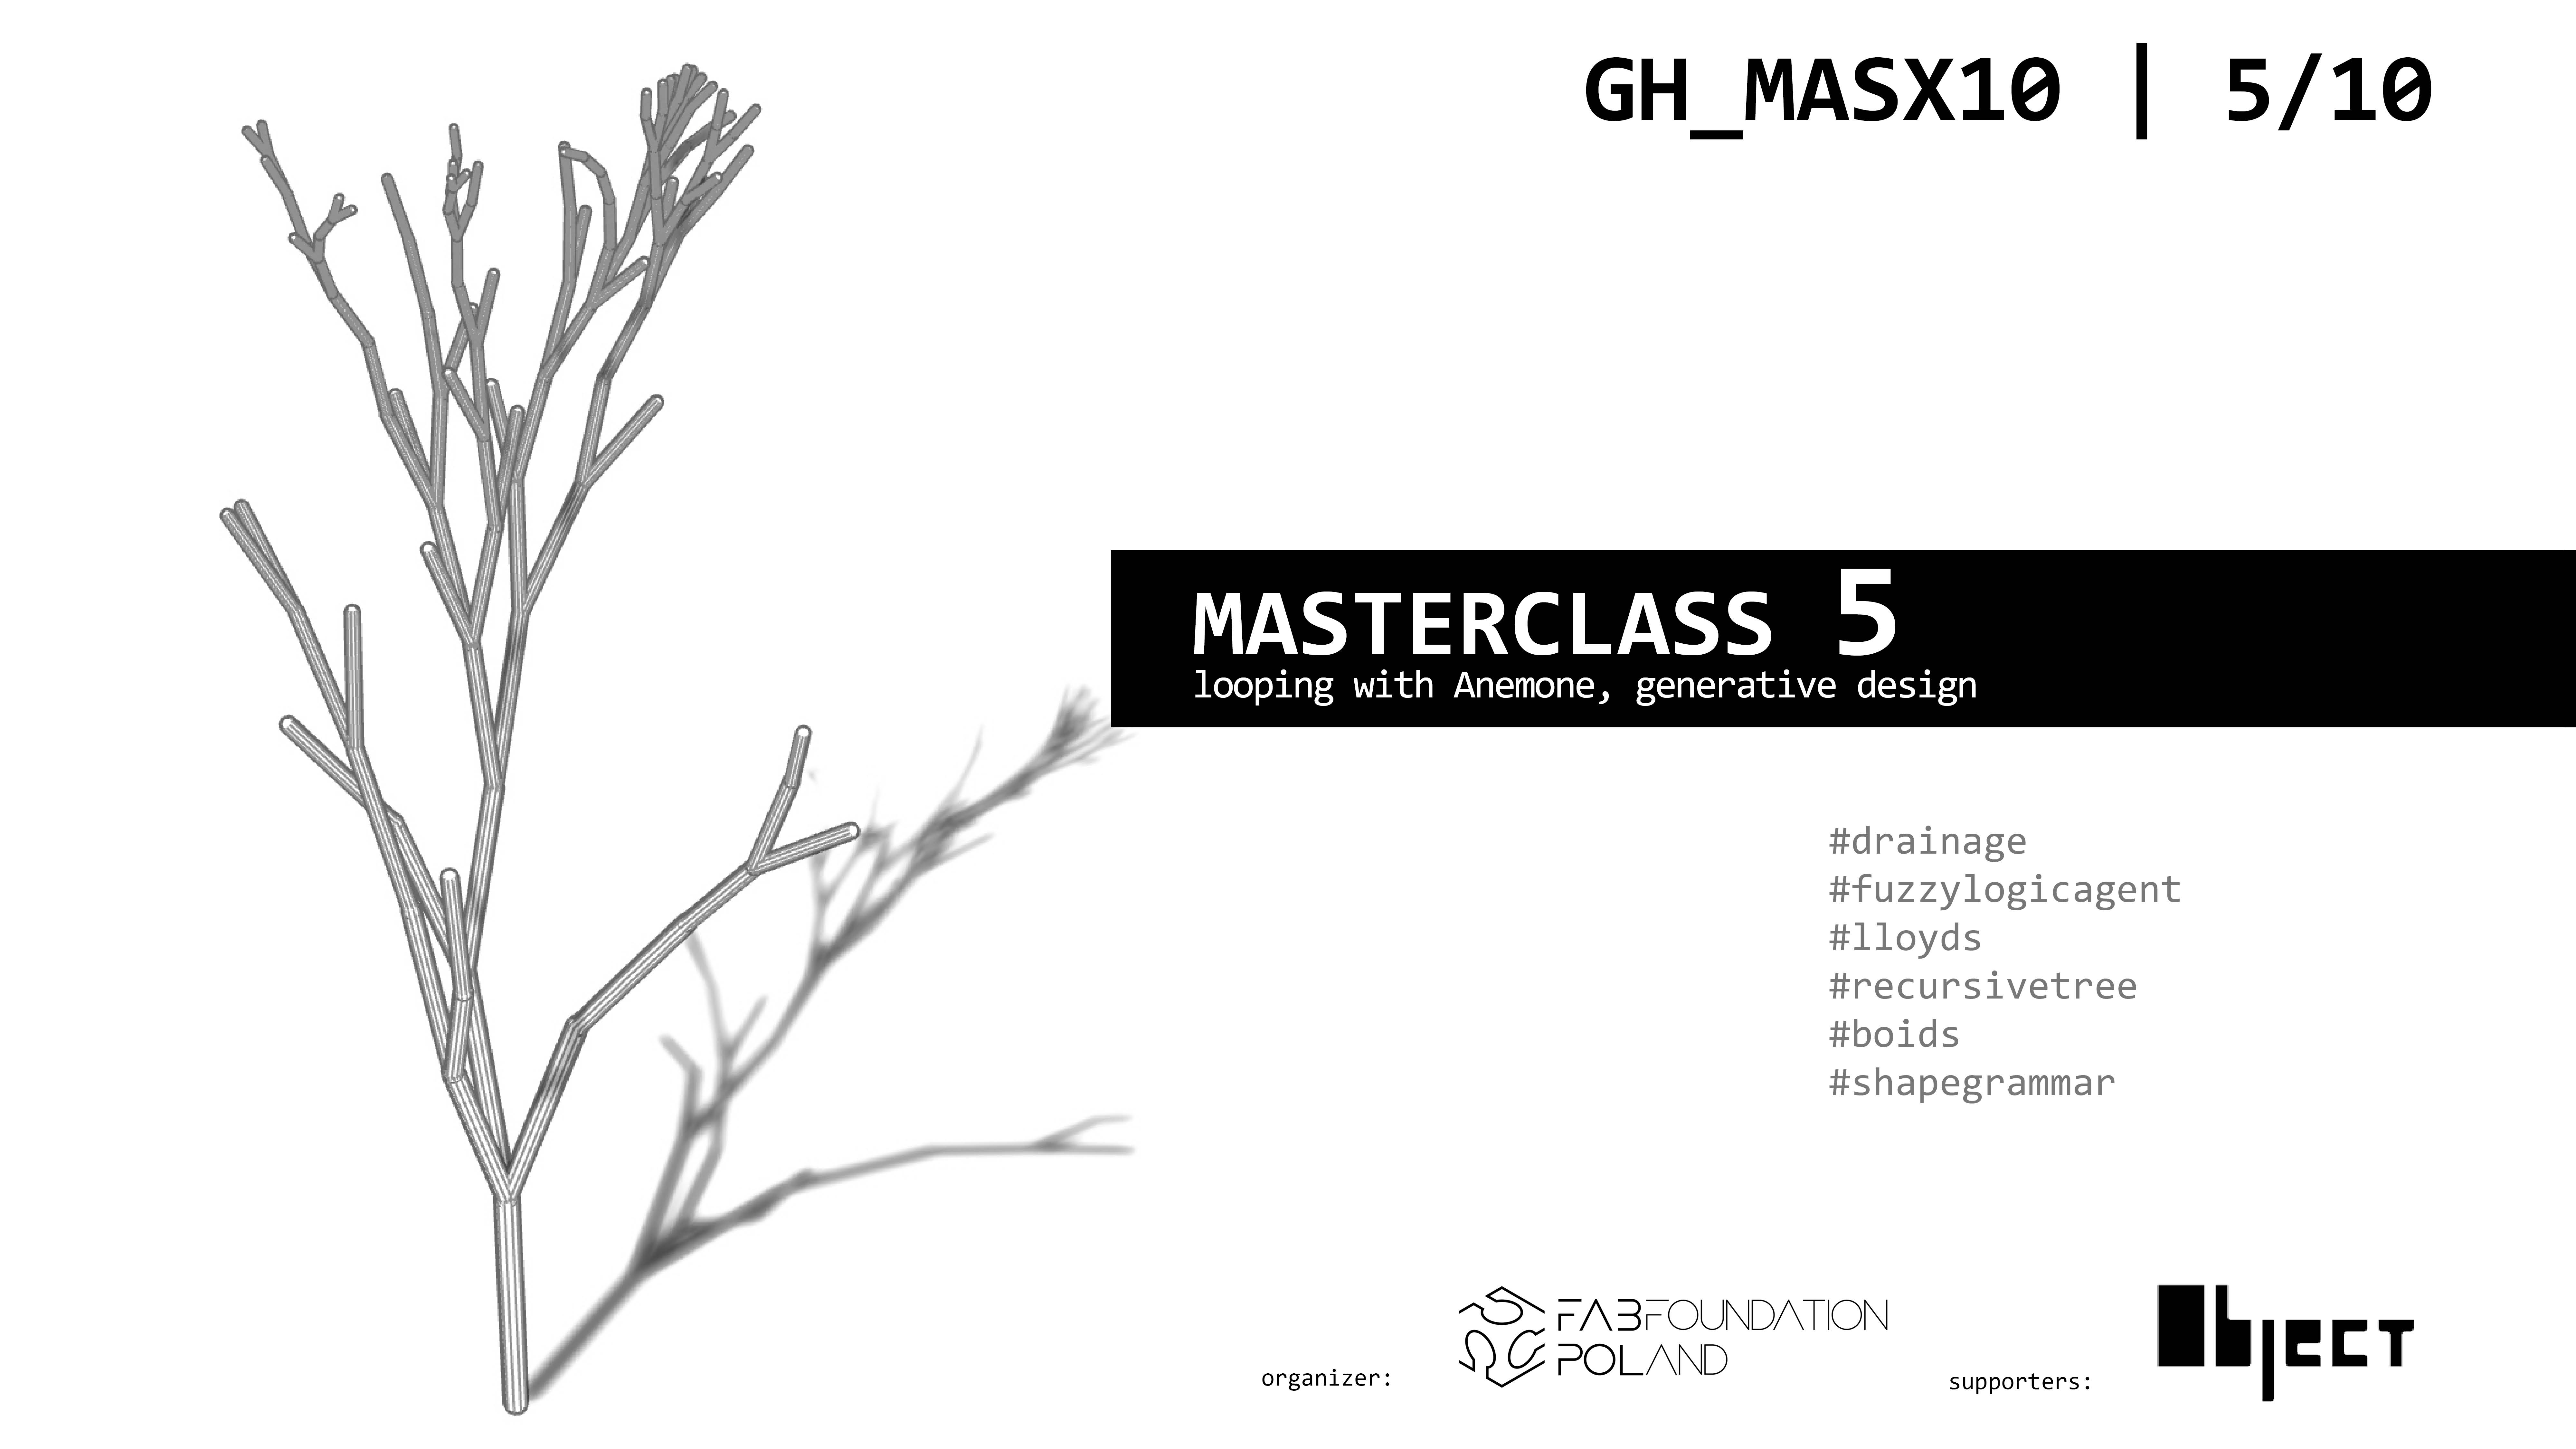 GH_MASX10 | 5/10
MASTERCLASS 5
looping with Anemone, generative design
#drainage
#fuzzylogicagent
#lloyds
#recursivetree
#boids
#shapegrammar
organizer:
FABFOUNDATION
POLAND
supporters:
Object